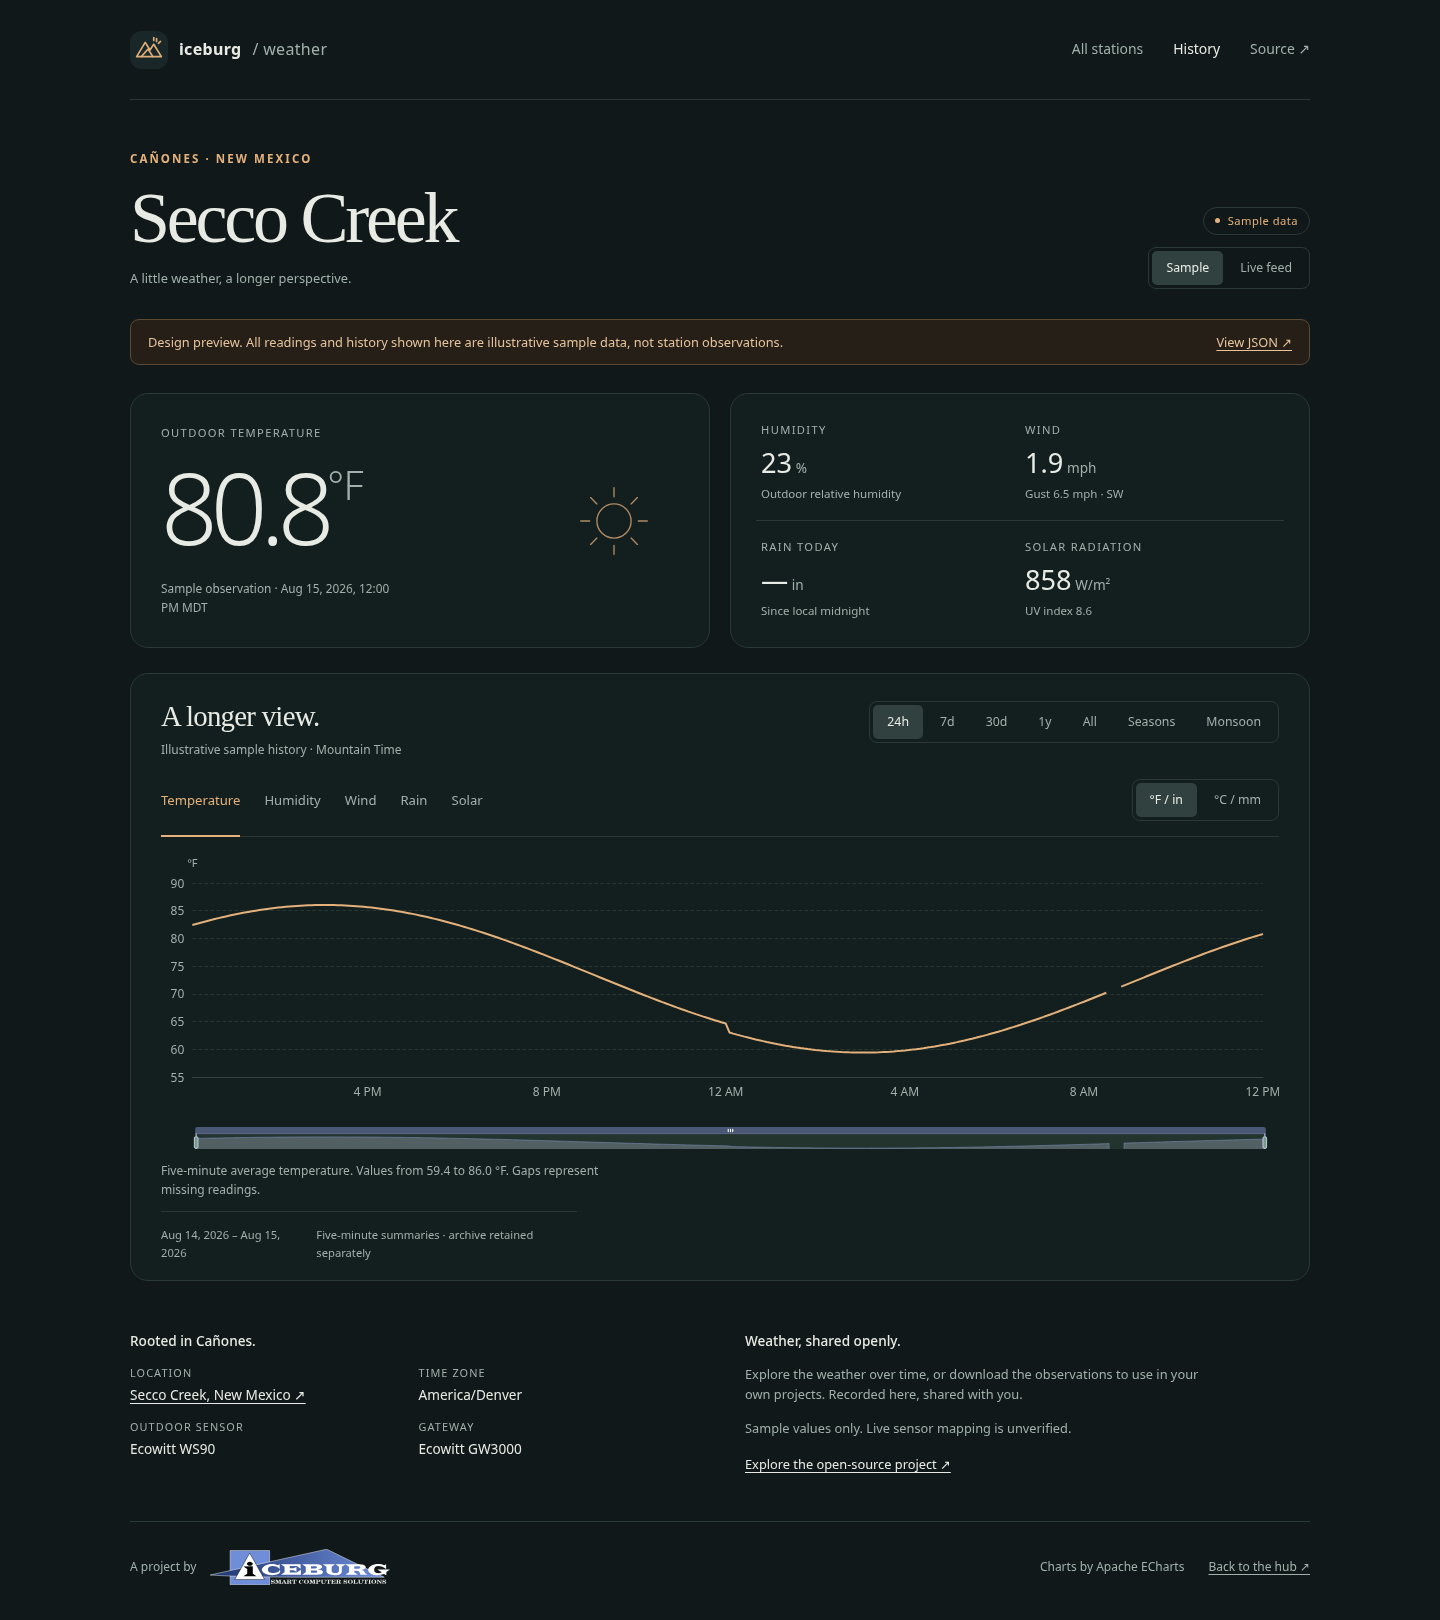 iceburg / weather
All stations
History
Source ↗
CAÑONES · NEW MEXICO
Secco Creek
A little weather, a longer perspective.
Sample data
Sample
Live feed
Design preview. All readings and history shown here are illustrative sample data, not station observations.
View JSON ↗
OUTDOOR TEMPERATURE
80.8°F
Sample observation · Aug 15, 2026, 12:00
PM MDT
HUMIDITY
23 %
Outdoor relative humidity
WIND
1.9 mph
Gust 6.5 mph · SW
RAIN TODAY
— in
Since local midnight
SOLAR RADIATION
858 W/m²
UV index 8.6
A longer view.
Illustrative sample history · Mountain Time
24h
7d
30d
1y
All
Seasons
Monsoon
Temperature
Humidity
Wind
Rain
Solar
°F / in
°C / mm
°F
90
85
80
75
70
65
60
55
4 PM
8 PM
12 AM
4 AM
8 AM
12 PM
Five-minute average temperature. Values from 59.4 to 86.0 °F. Gaps represent
missing readings.
Aug 14, 2026 – Aug 15,
2026
Five-minute summaries · archive retained
separately
Rooted in Cañones.
LOCATION
Secco Creek, New Mexico ↗
TIME ZONE
America/Denver
OUTDOOR SENSOR
Ecowitt WS90
GATEWAY
Ecowitt GW3000
Weather, shared openly.
Explore the weather over time, or download the observations to use in your
own projects. Recorded here, shared with you.
Sample values only. Live sensor mapping is unverified.
Explore the open-source project ↗
A project by
iCEBURG
SMART COMPUTER SOLUTIONS
Charts by Apache ECharts
Back to the hub ↗